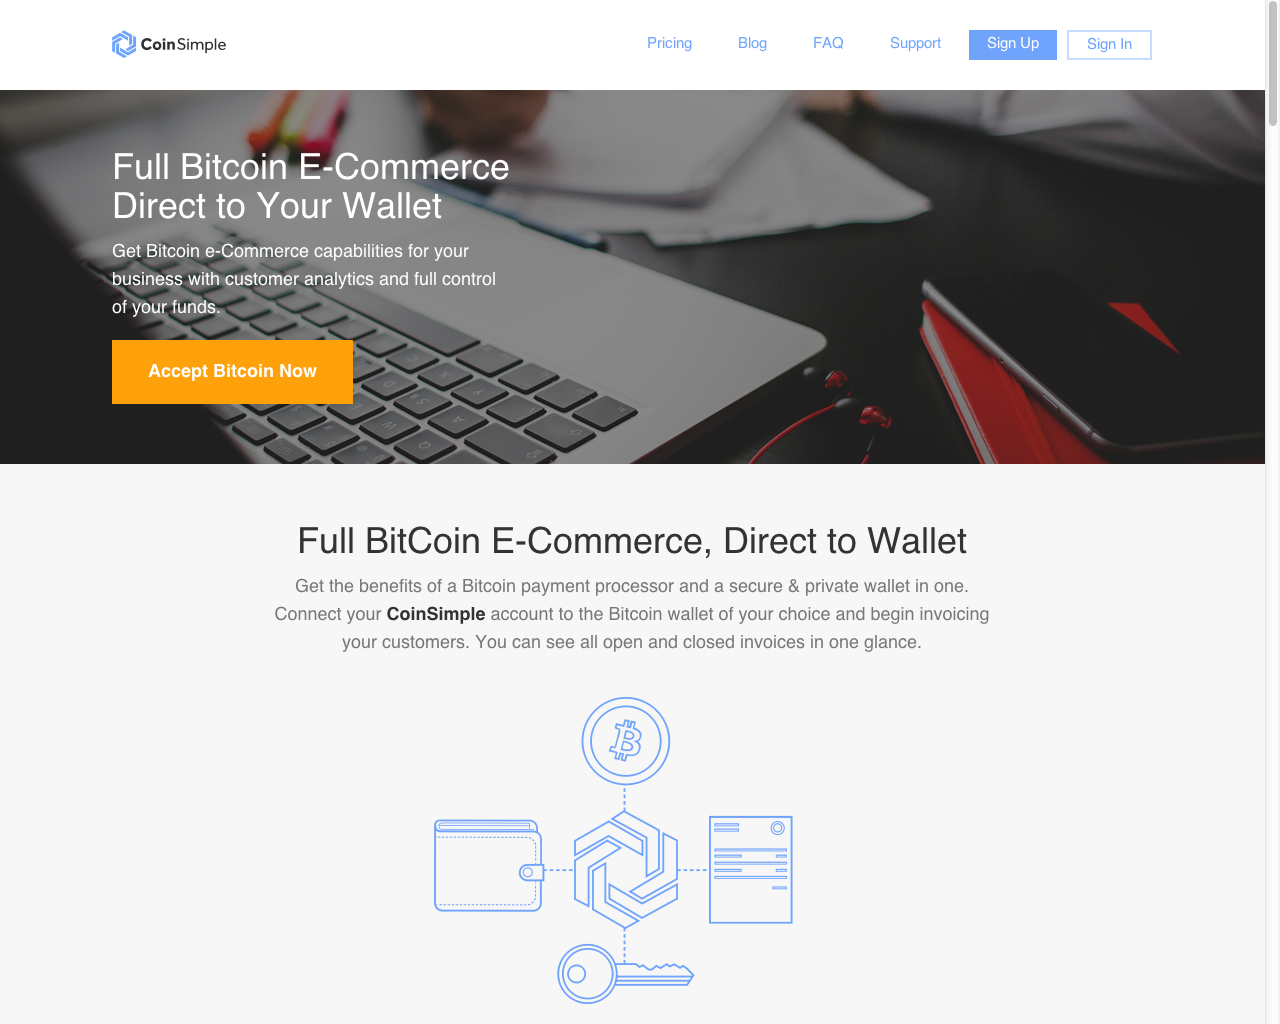 CoinSimple
Pricing
Blog
FAQ
Support
Sign Up
Sign In
Full Bitcoin E-Commerce
Direct to Your Wallet
Get Bitcoin e-Commerce capabilities for your
business with customer analytics and full control
of your funds.
Accept Bitcoin Now
Full BitCoin E-Commerce, Direct to Wallet
Get the benefits of a Bitcoin payment processor and a secure & private wallet in one.
Connect your CoinSimple account to the Bitcoin wallet of your choice and begin invoicing
your customers. You can see all open and closed invoices in one glance.